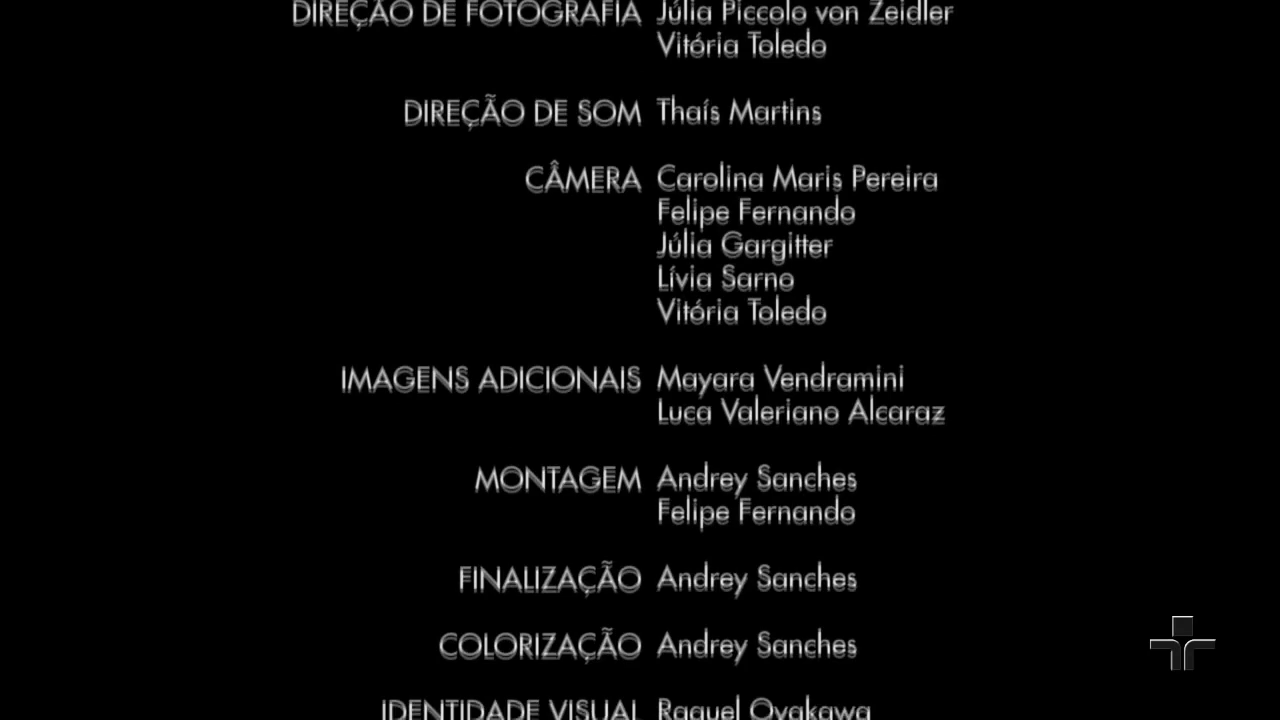 DIREÇÃO DE FOTOGRAFIA Júlia Piccolo von Zeidler
Vitória Toledo
DIREÇÃO DE SOM Thaís Martins
CÂMERA Carolina Maris Pereira
Felipe Fernando
Júlia Gargitter
Lívia Sarno
Vitória Toledo
IMAGENS ADICIONAIS Mayara Vendramini
Luca Valeriano Alcaraz
MONTAGEM Andrey Sanches
Felipe Fernando
FINALIZAÇÃO Andrey Sanches
COLORIZAÇÃO Andrey Sanches
IDENTIDADE VISUAL Raquel Oyakawa